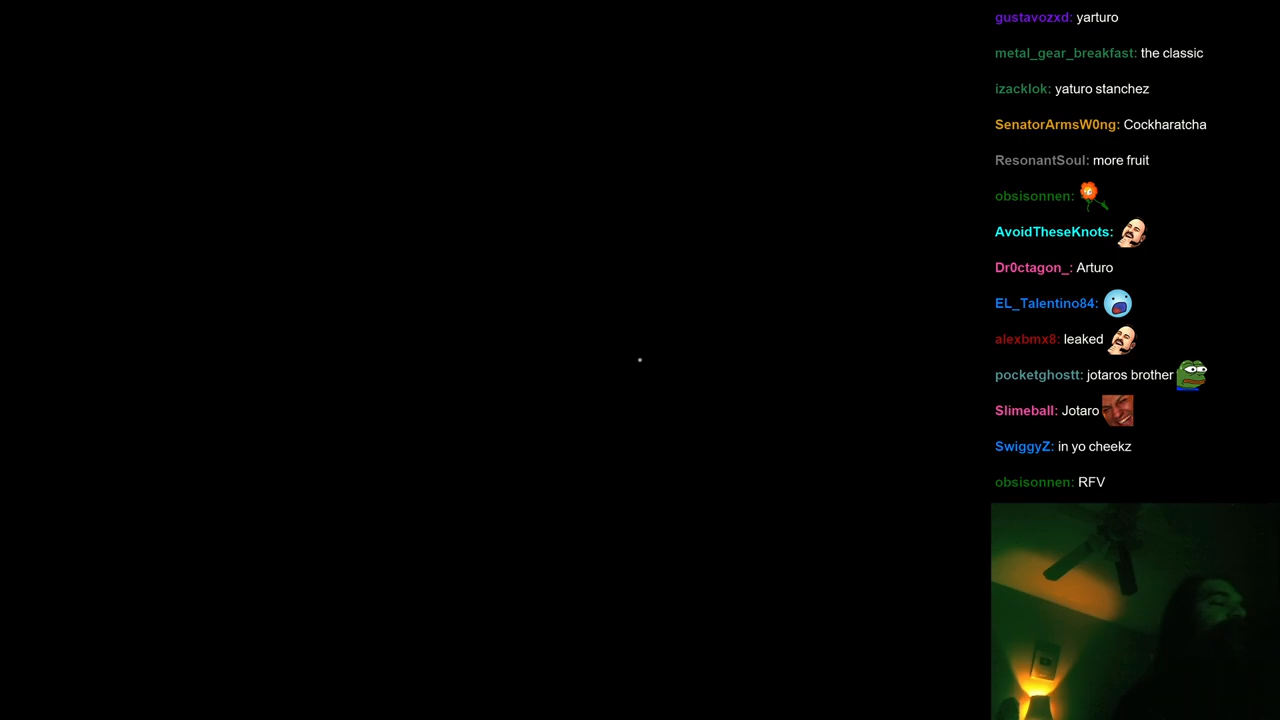 gustavozxd: yarturo
metal_gear_breakfast: the classic
izacklok: yaturo stanchez
SenatorArmsW0ng: Cockharatcha
ResonantSoul: more fruit
obsisonnen:
AvoidTheseKnots:
Dr0ctagon_: Arturo
EL_Talentino84:
alexbmx8: leaked
pocketghostt: jotaros brother
Slimeball: Jotaro
SwiggyZ: in yo cheekz
obsisonnen: RFV